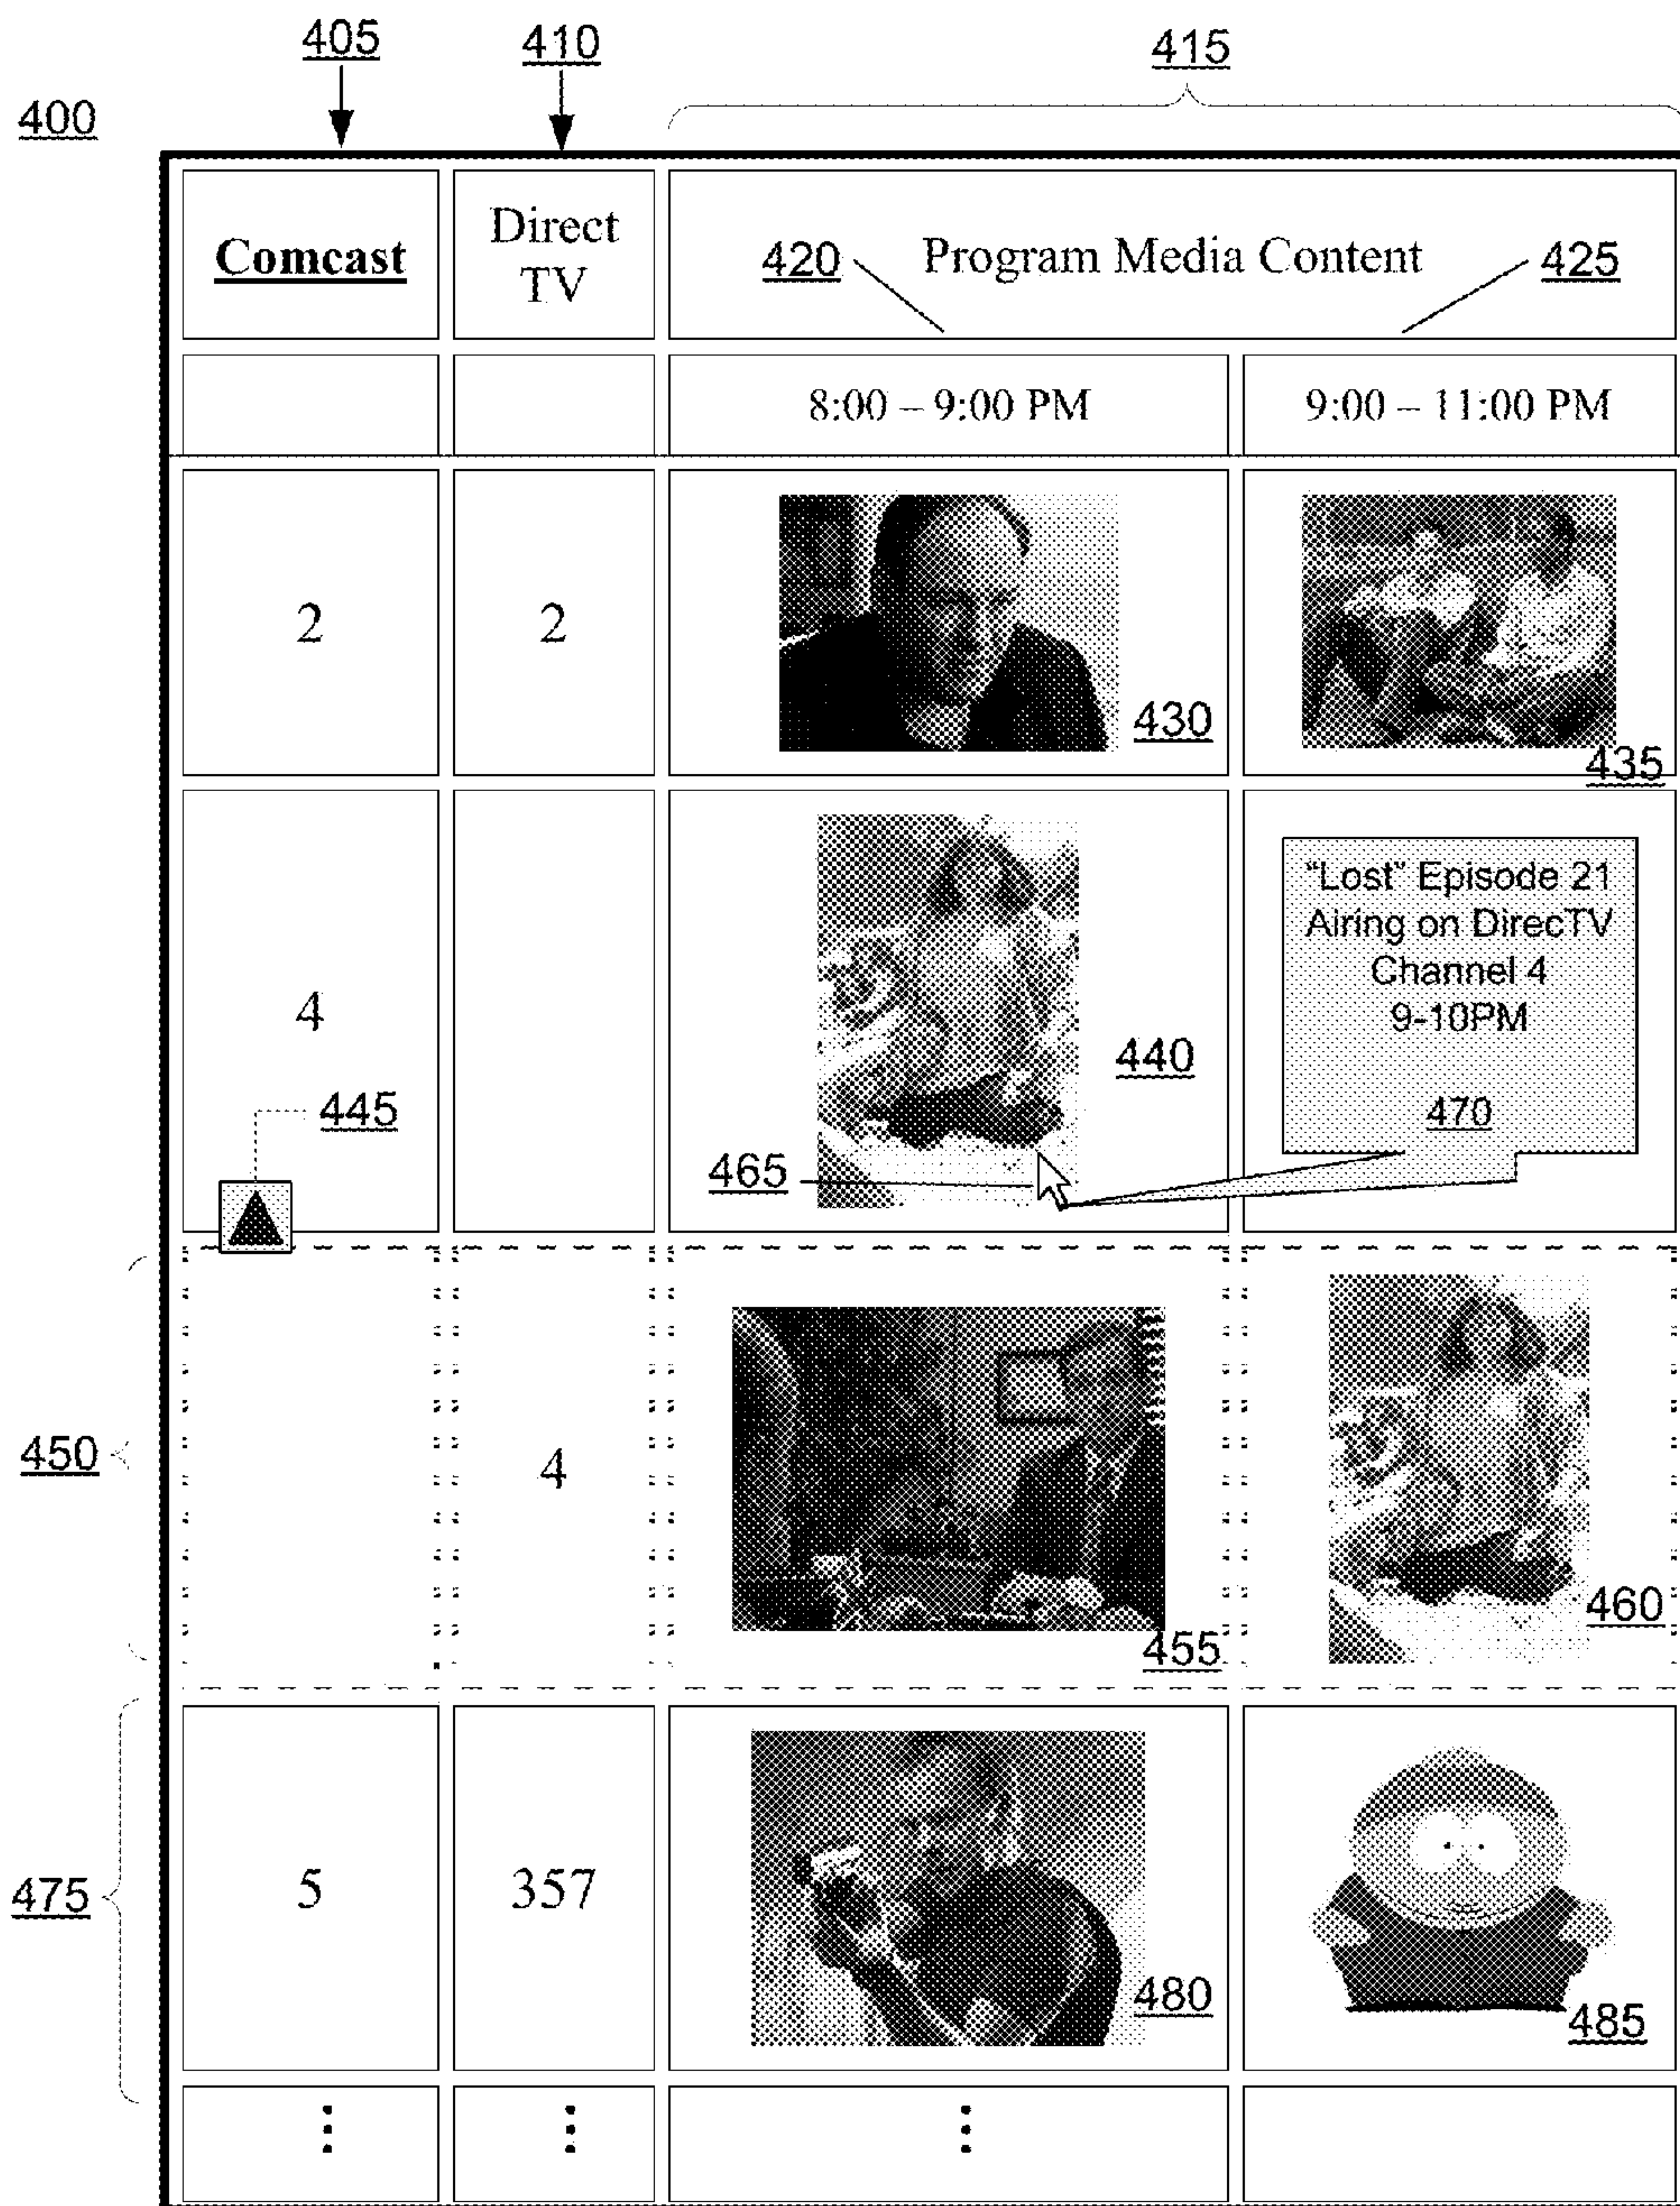 405
410
415
400
Comcast
Direct
TV
420
Program Media Content
425
8:00 – 9:00 PM
9:00 – 11:00 PM
2
2
430
435
4
440
"Lost" Episode 21
Airing on DirecTV
Channel 4
9-10PM
470
445
465
450
4
455
460
475
5
357
480
485